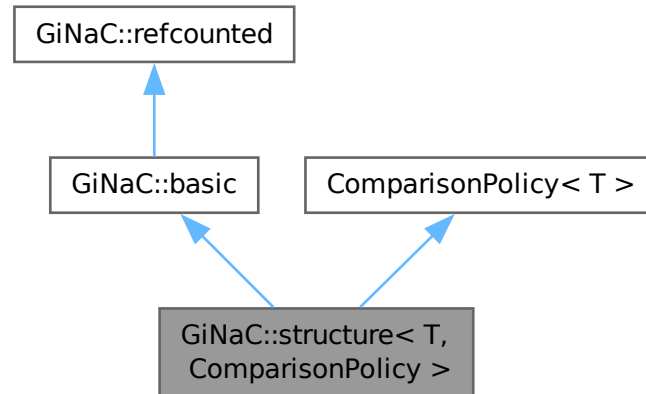 GiNaC::refcounted
GiNaC::basic
ComparisonPolicy< T >
GiNaC::structure< T,
ComparisonPolicy >